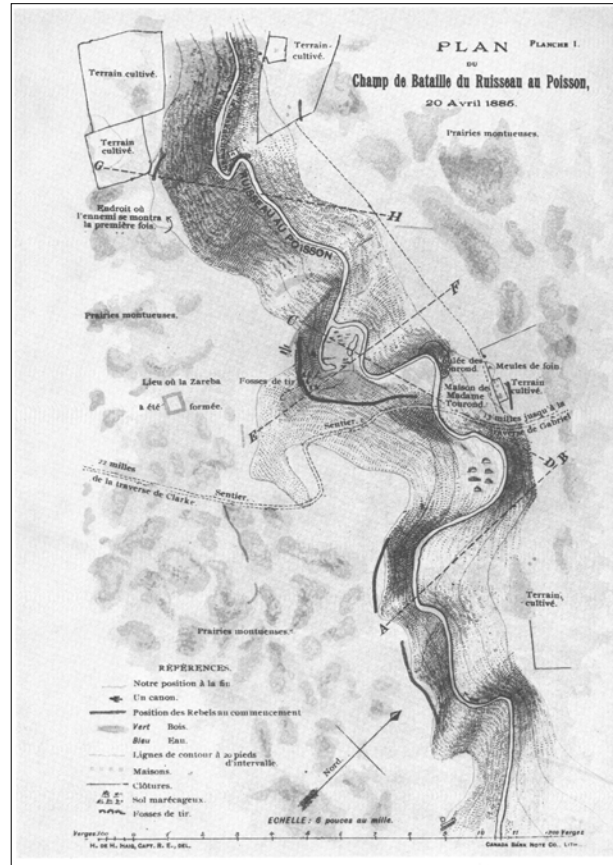 PLAN
PLANCHE I.
DU
Champ de Bataille du Ruisseau au Poisson,
20 Avril 1885.
Terrain cultivé.
Terrain cultivé.
Terrain
cultivé.
Prairies montueuses.
G
H
Endroit où
l'ennemi se montra
la première fois.
RUISSEAU AU POISSON
F
Prairies montueuses.
C
Coulée des
Tourond
Meules de foin
Fosses de tir
Lieu où la Zareba
a été formée.
Maison de
Madame
Tourond.
Terrain
cultivé.
milles jusqu'à la
traverse de Gabriel
E
Sentier.
D
B
22 milles
de la traverse de Clarke
Sentier.
Terrain
cultivé.
A
Prairies montueuses.
RÉFÉRENCES.
Notre position à la fin
Un canon.
Position des Rebels au commencement
Vert Bois.
Bleu Eau.
Lignes de contour à 20 pieds
d'intervalle
Maisons.
Clôtures.
Sol marécageux.
Fosses de tir.
Nord.
ECHELLE: 6 pouces au mille.
Verges
H. DE H. HAIG, CAPT. R. E., DEL.
CANADA BANK NOTE CO., LITH.